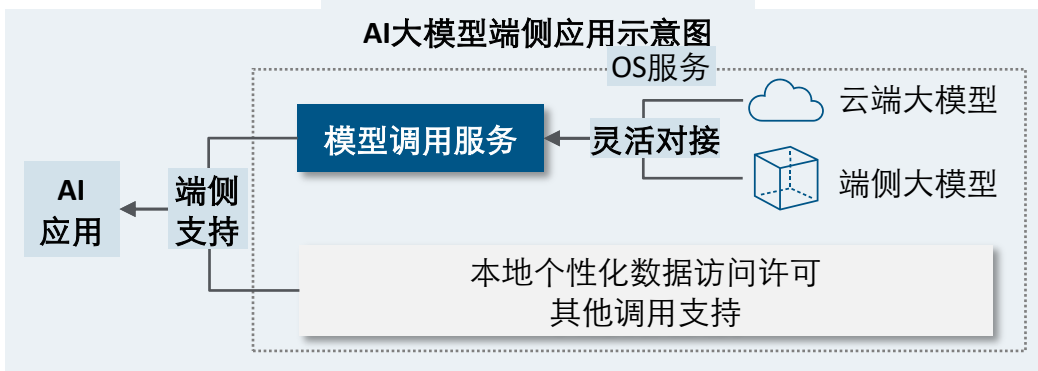 AI大模型端侧应用示意图
OS服务
云端大模型
模型调用服务
灵活对接
端侧大模型
AI
应用
端侧
支持
本地个性化数据访问许可
其他调用支持